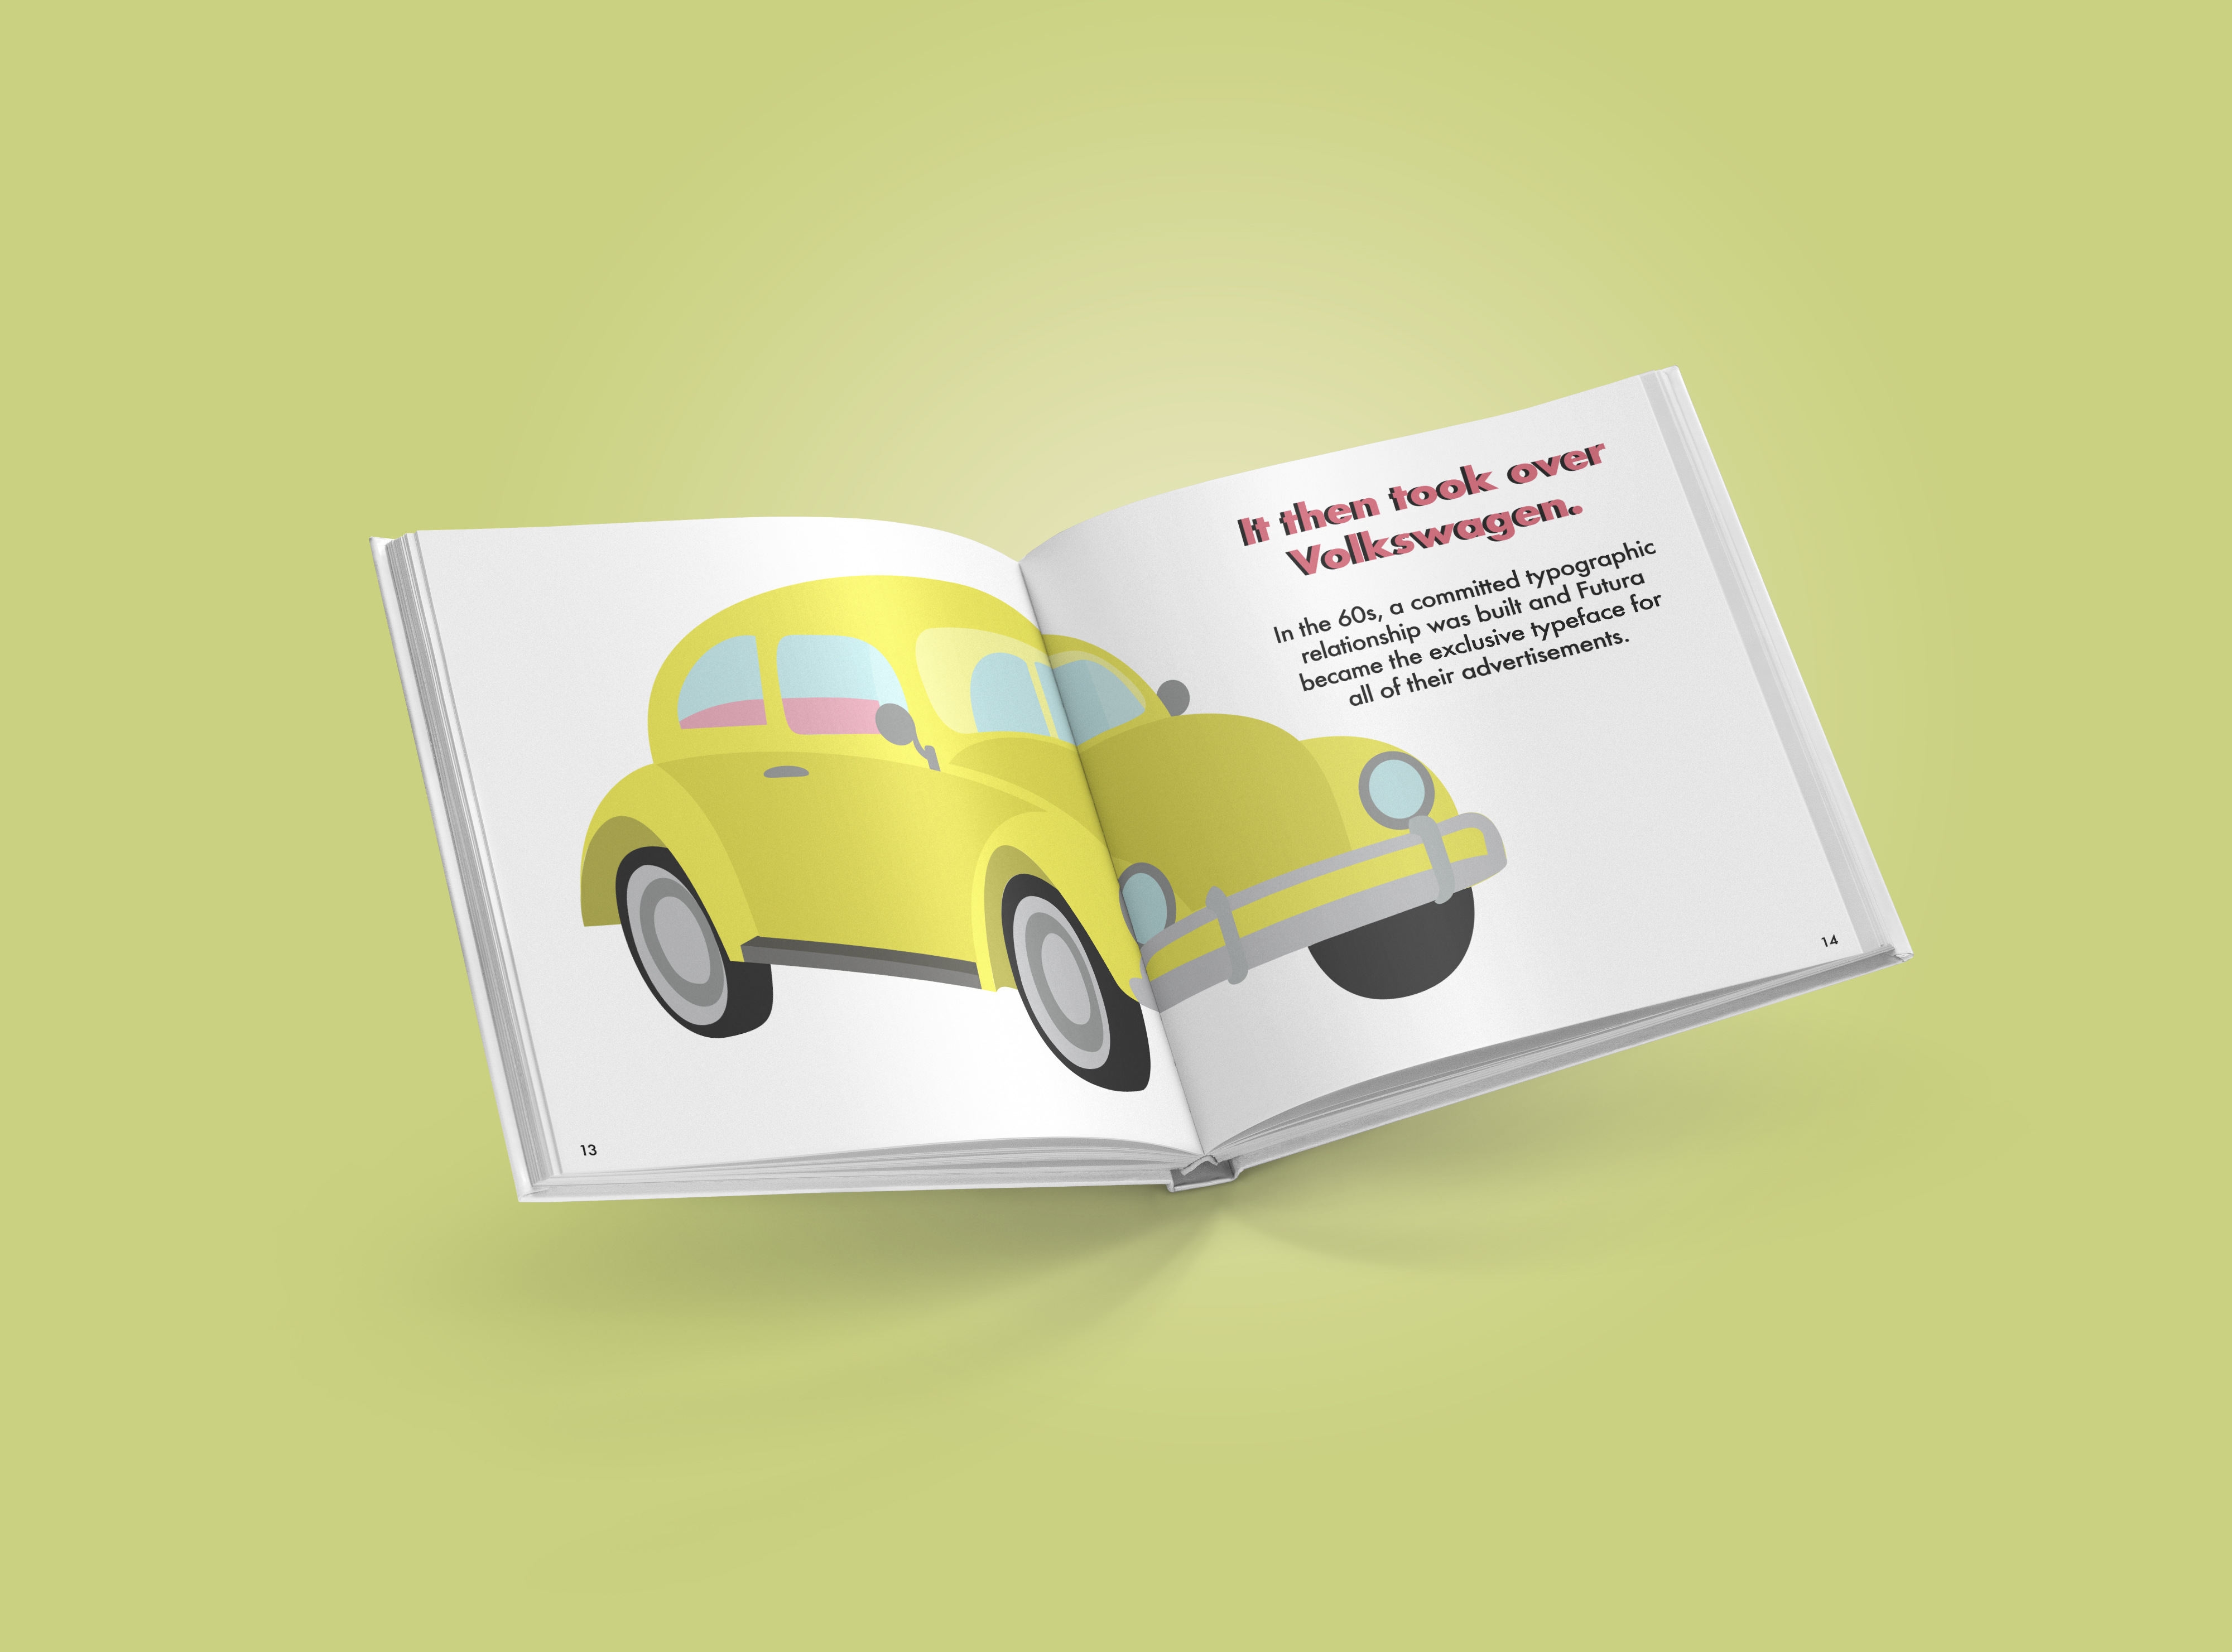 It then took over
Volkswagen.
In the 60s, a committed typographic
relationship was built and Futura
became the exclusive typeface for
all of their advertisements.
13
14